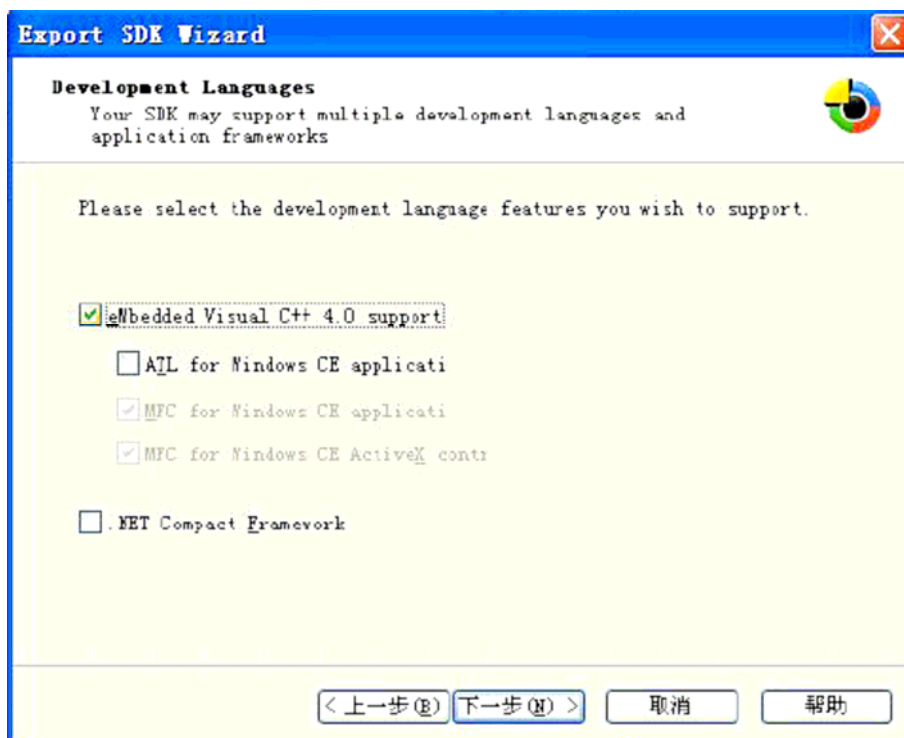 Export SDK Wizard
Development Languages
Your SDK may support multiple development languages and
application frameworks
Please select the development language features you wish to support.
eMbedded Visual C++ 4.0 support
ATL for Windows CE applicati
MFC for Windows CE applicati
MFC for Windows CE ActiveX contr
.NET Compact Framework
< 上一步(B) 下一步(N) > 取消 帮助